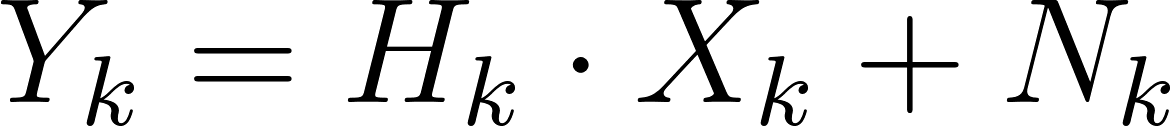 Y_k = H_k · X_k + N_k